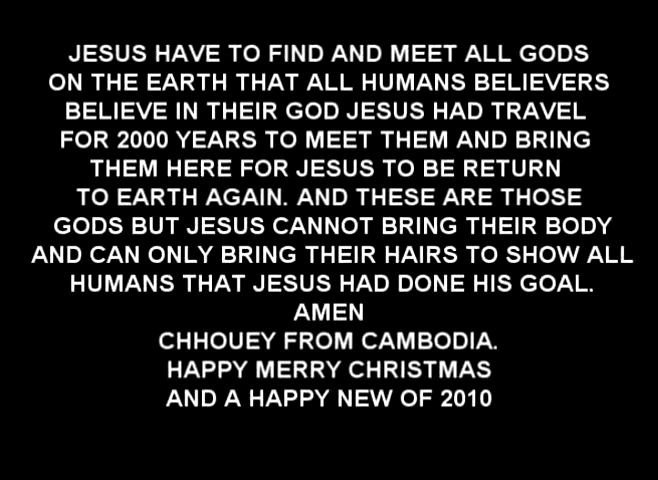 JESUS HAVE TO FIND AND MEET ALL GODS
ON THE EARTH THAT ALL HUMANS BELIEVERS
BELIEVE IN THEIR GOD JESUS HAD TRAVEL
FOR 2000 YEARS TO MEET THEM AND BRING
THEM HERE FOR JESUS TO BE RETURN
TO EARTH AGAIN. AND THESE ARE THOSE
GODS BUT JESUS CANNOT BRING THEIR BODY
AND CAN ONLY BRING THEIR HAIRS TO SHOW ALL
HUMANS THAT JESUS HAD DONE HIS GOAL.
AMEN
CHHOUEY FROM CAMBODIA.
HAPPY MERRY CHRISTMAS
AND A HAPPY NEW OF 2010